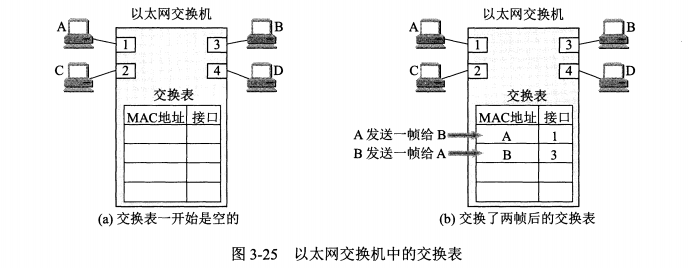 以太网交换机
A
B
1
3
C
2
4
D
交换表
MAC地址 接口
(a) 交换表一开始是空的
以太网交换机
A
B
1
3
C
2
4
D
交换表
MAC地址 接口
A 发送一帧给 B A 1
B 发送一帧给 A B 3
(b) 交换了两帧后的交换表
图 3-25 以太网交换机中的交换表